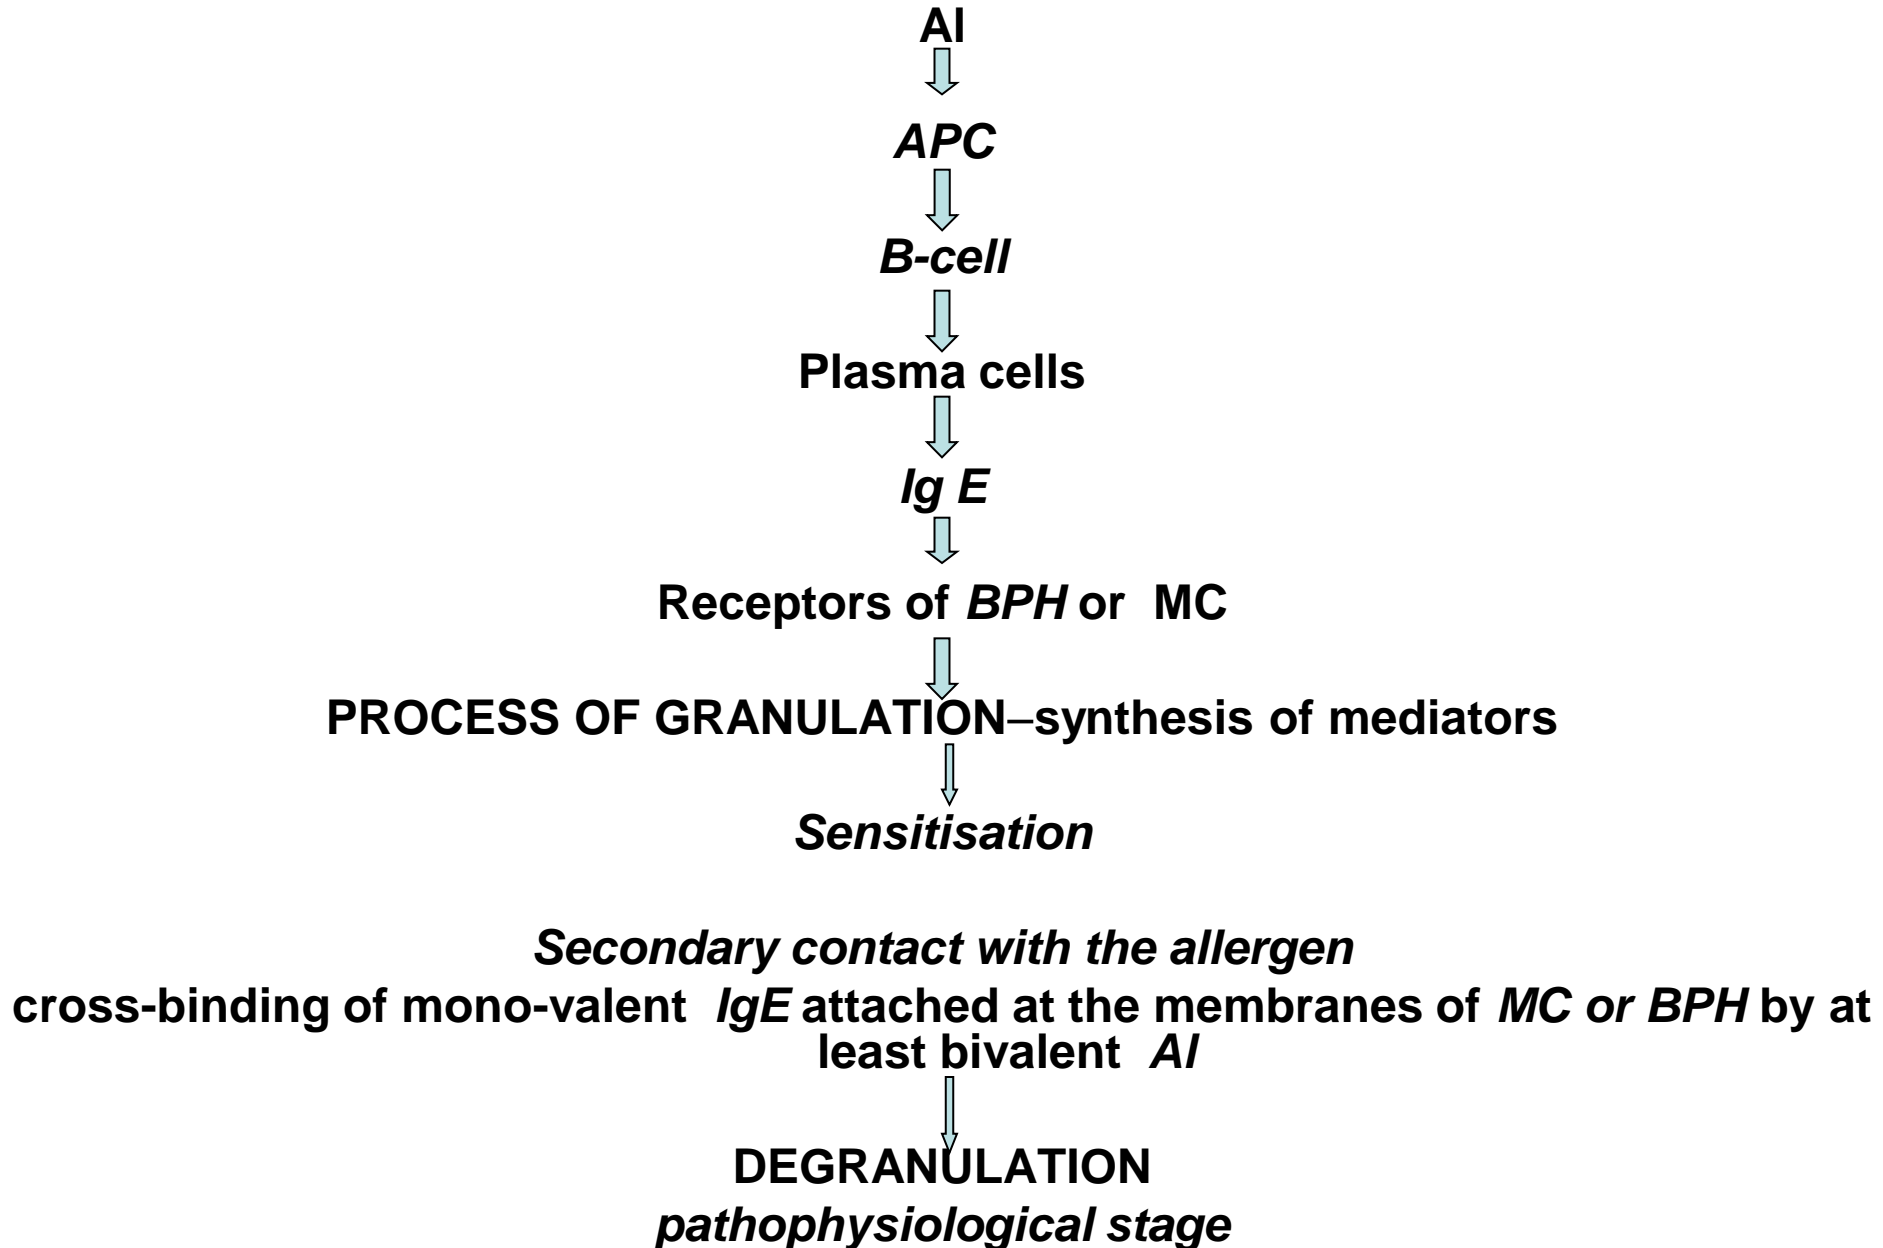 Al
APC
B-cell
Plasma cells
Ig E
Receptors of BPH or MC
PROCESS OF GRANULATION–synthesis of mediators
Sensitisation
Secondary contact with the allergen
cross-binding of mono-valent IgE attached at the membranes of MC or BPH by at
least bivalent Al
DEGRANULATION
pathophysiological stage